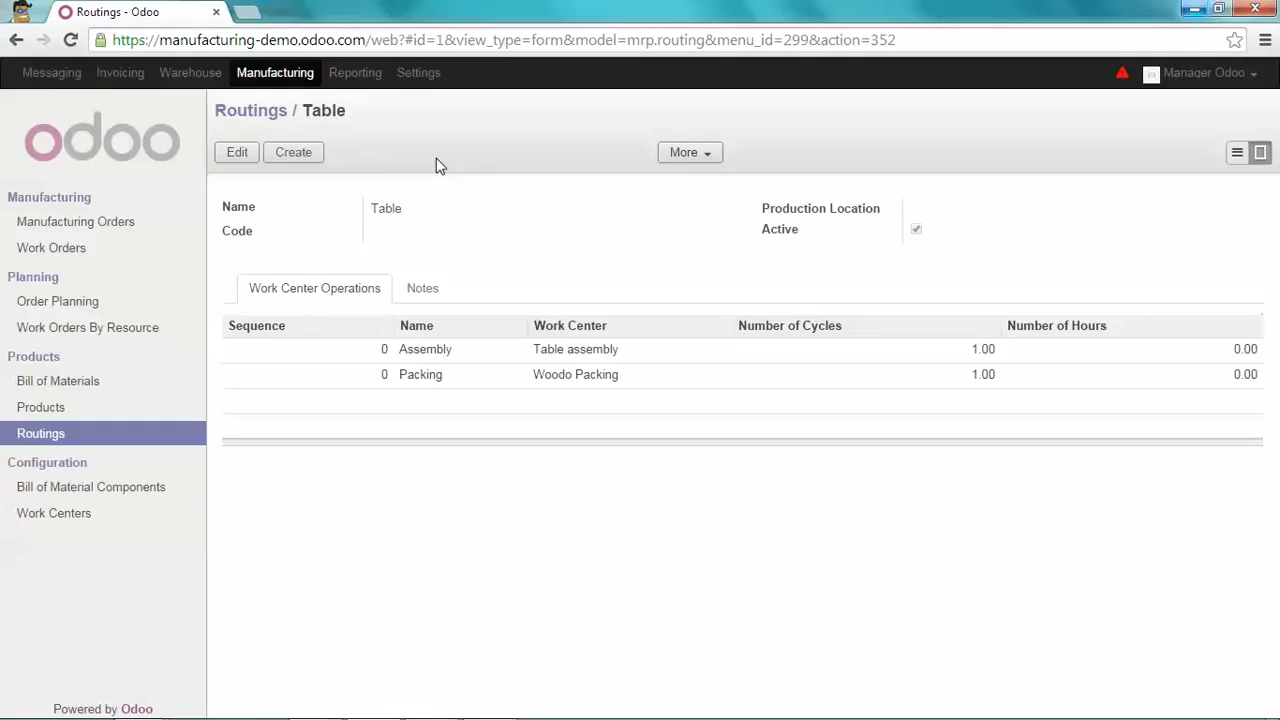 Routings - Odoo
https://manufacturing-demo.odoo.com/web?#id=1&view_type=form&model=mrp.routing&menu_id=299&action=352
Messaging Invoicing Warehouse Manufacturing Reporting Settings Manager Odoo
odoo
Routings / Table
Edit Create More
Manufacturing
Manufacturing Orders
Work Orders
Planning
Order Planning
Work Orders By Resource
Products
Bill of Materials
Products
Routings
Configuration
Bill of Material Components
Work Centers
Powered by Odoo
Name Table Production Location
Code Active
Work Center Operations Notes
Sequence Name Work Center Number of Cycles Number of Hours
0 Assembly Table assembly 1.00 0.00
0 Packing Woodo Packing 1.00 0.00